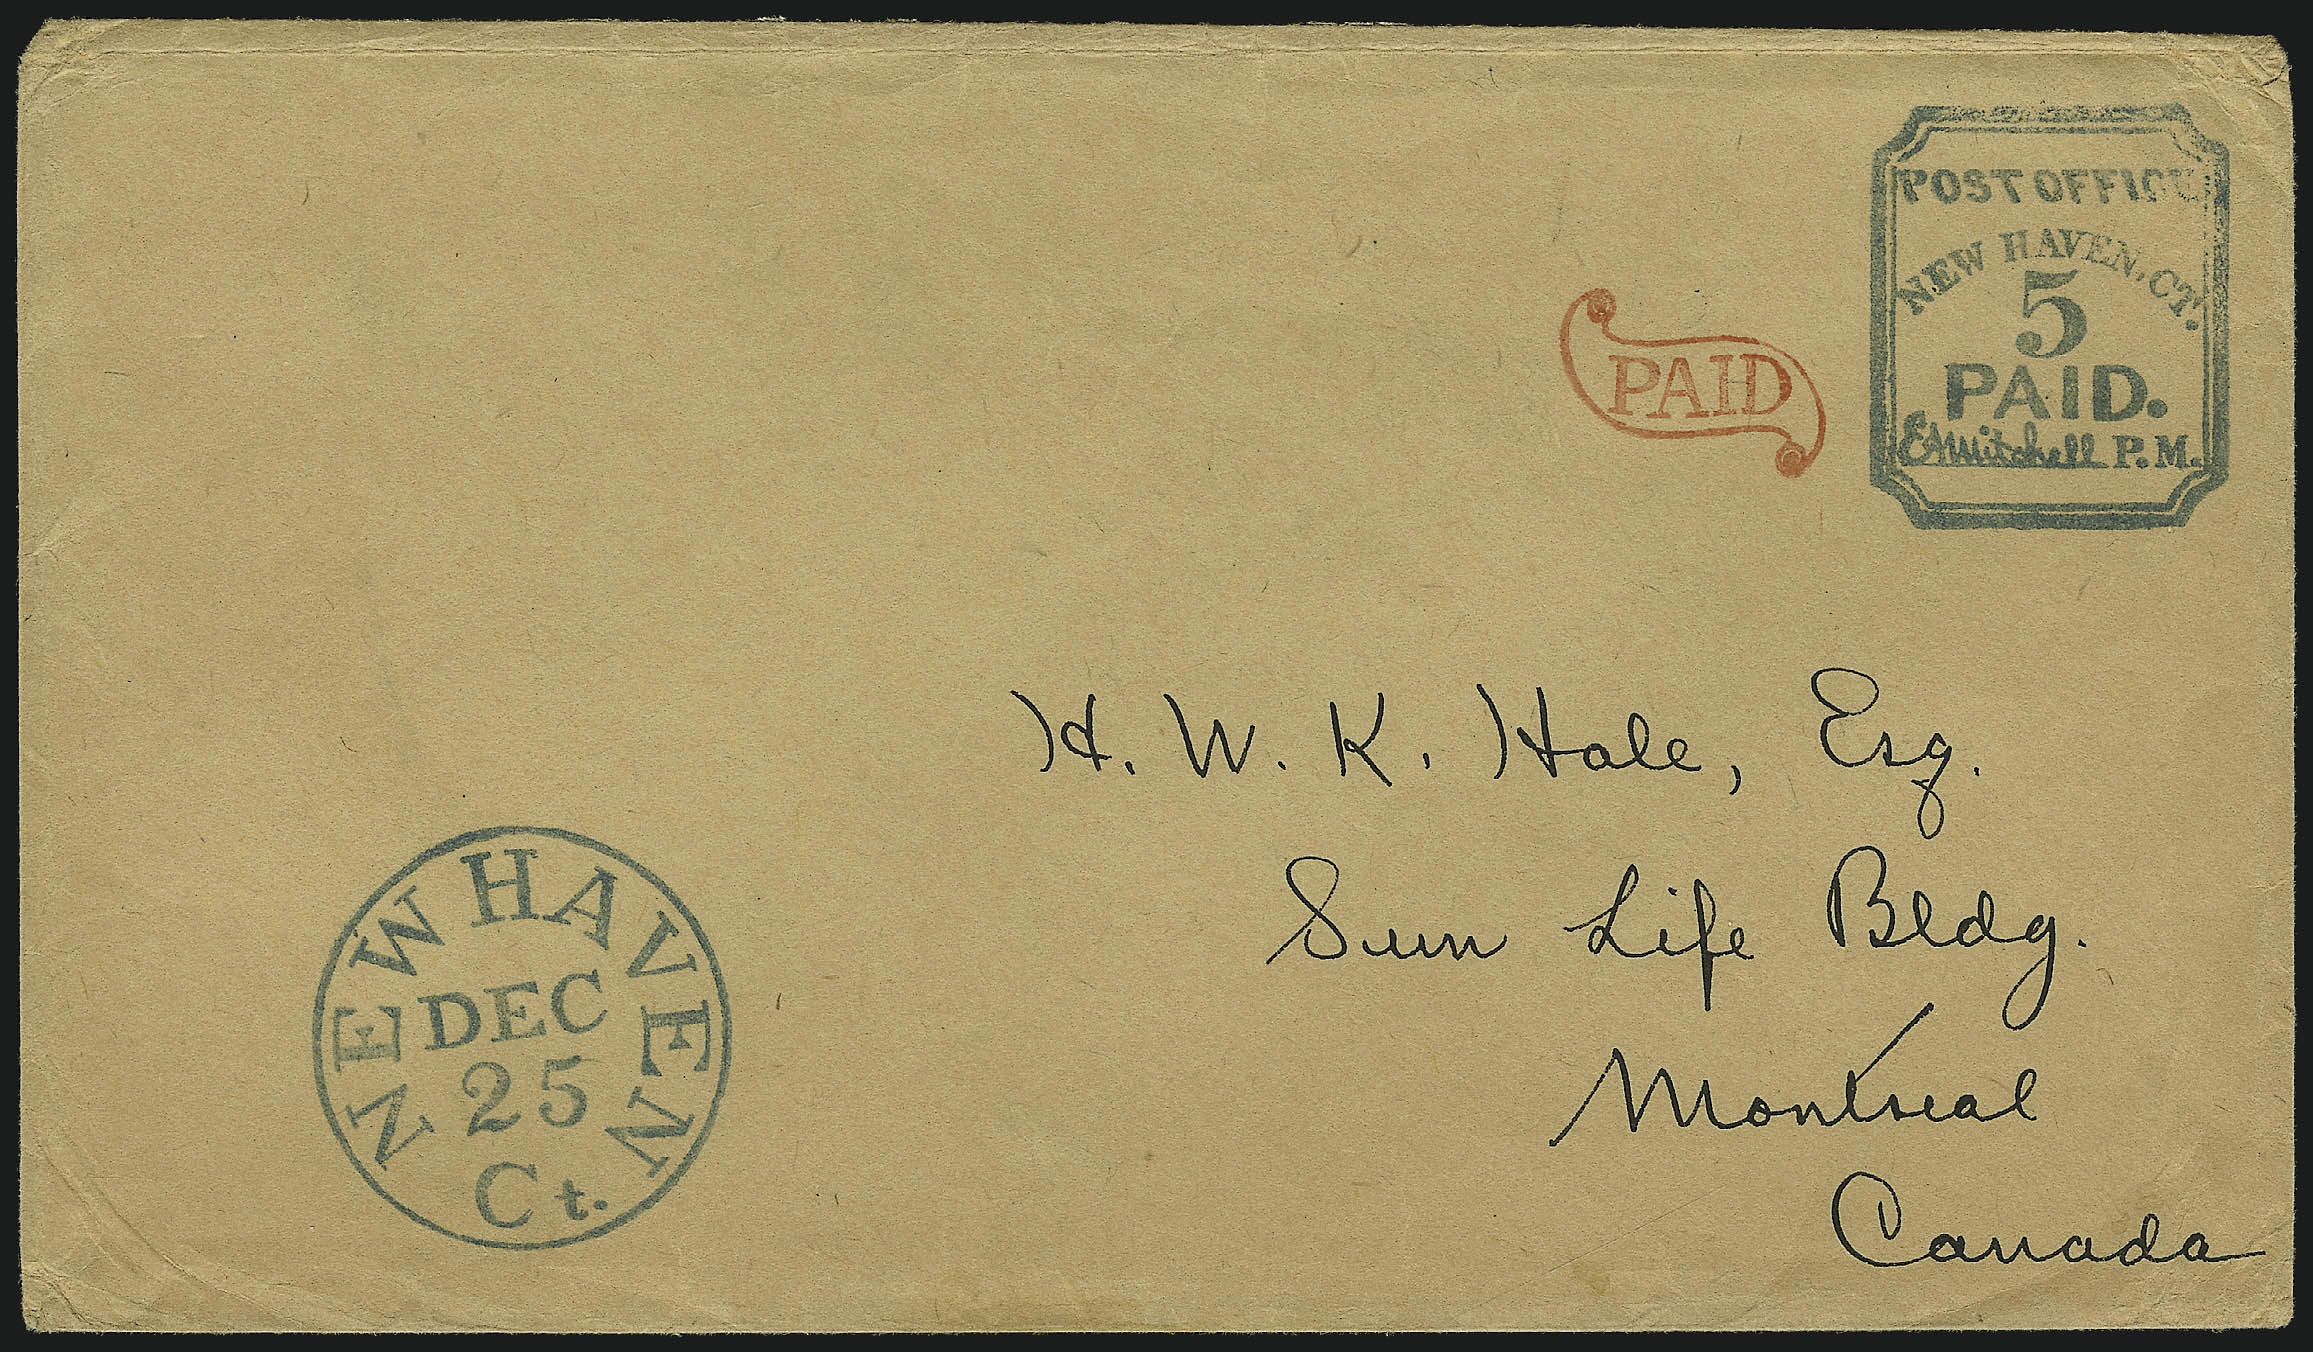 POST OFFICE
NEW HAVEN, CT.
5
PAID.
E A Mitchell P. M.
PAID
H. W. K. Hale, Esq.
Sun Life Bldg.
Montreal
Canada
NEW HAVEN
DEC
25
Ct.